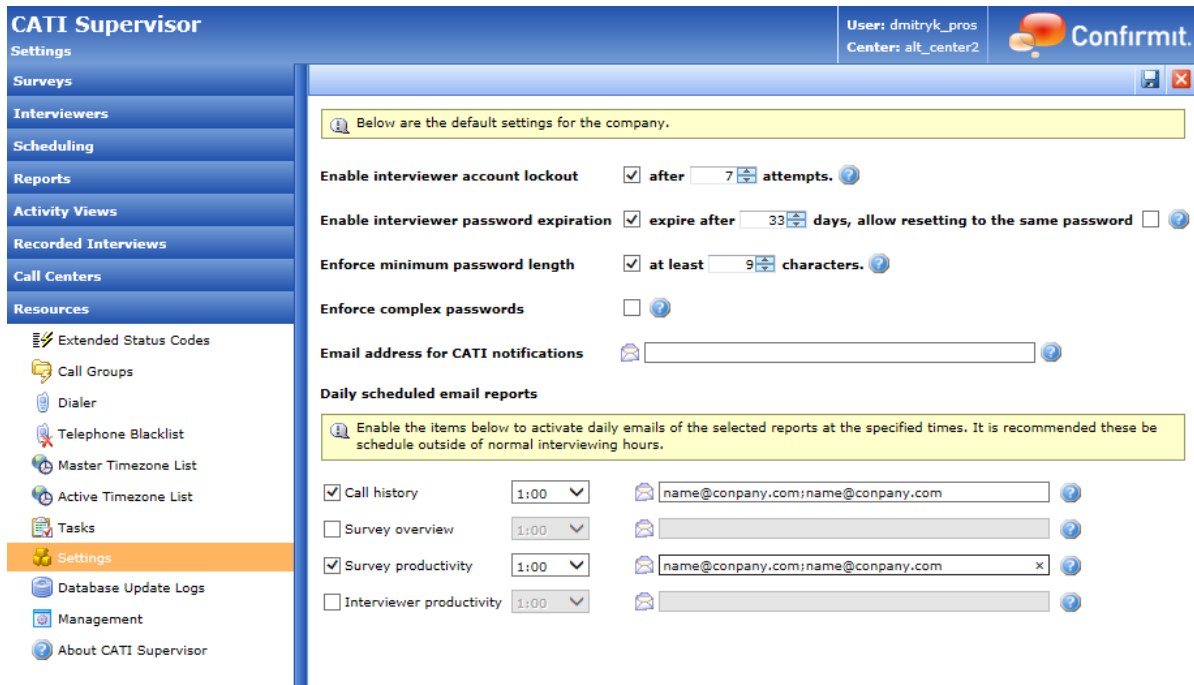 CATI Supervisor
Settings
User: dmitryk_pros
Center: alt_center2
Confirmit.
Surveys
Interviewers
Scheduling
Reports
Activity Views
Recorded Interviews
Call Centers
Resources
Extended Status Codes
Call Groups
Dialer
Telephone Blacklist
Master Timezone List
Active Timezone List
Tasks
Settings
Database Update Logs
Management
About CATI Supervisor
Below are the default settings for the company.
Enable interviewer account lockout after 7 attempts.
Enable interviewer password expiration expire after 33 days, allow resetting to the same password
Enforce minimum password length at least 9 characters.
Enforce complex passwords
Email address for CATI notifications
Daily scheduled email reports
Enable the items below to activate daily emails of the selected reports at the specified times. It is recommended these be
schedule outside of normal interviewing hours.
Call history 1:00 name@conpany.com;name@conpany.com
Survey overview 1:00
Survey productivity 1:00 name@conpany.com;name@conpany.com
Interviewer productivity 1:00